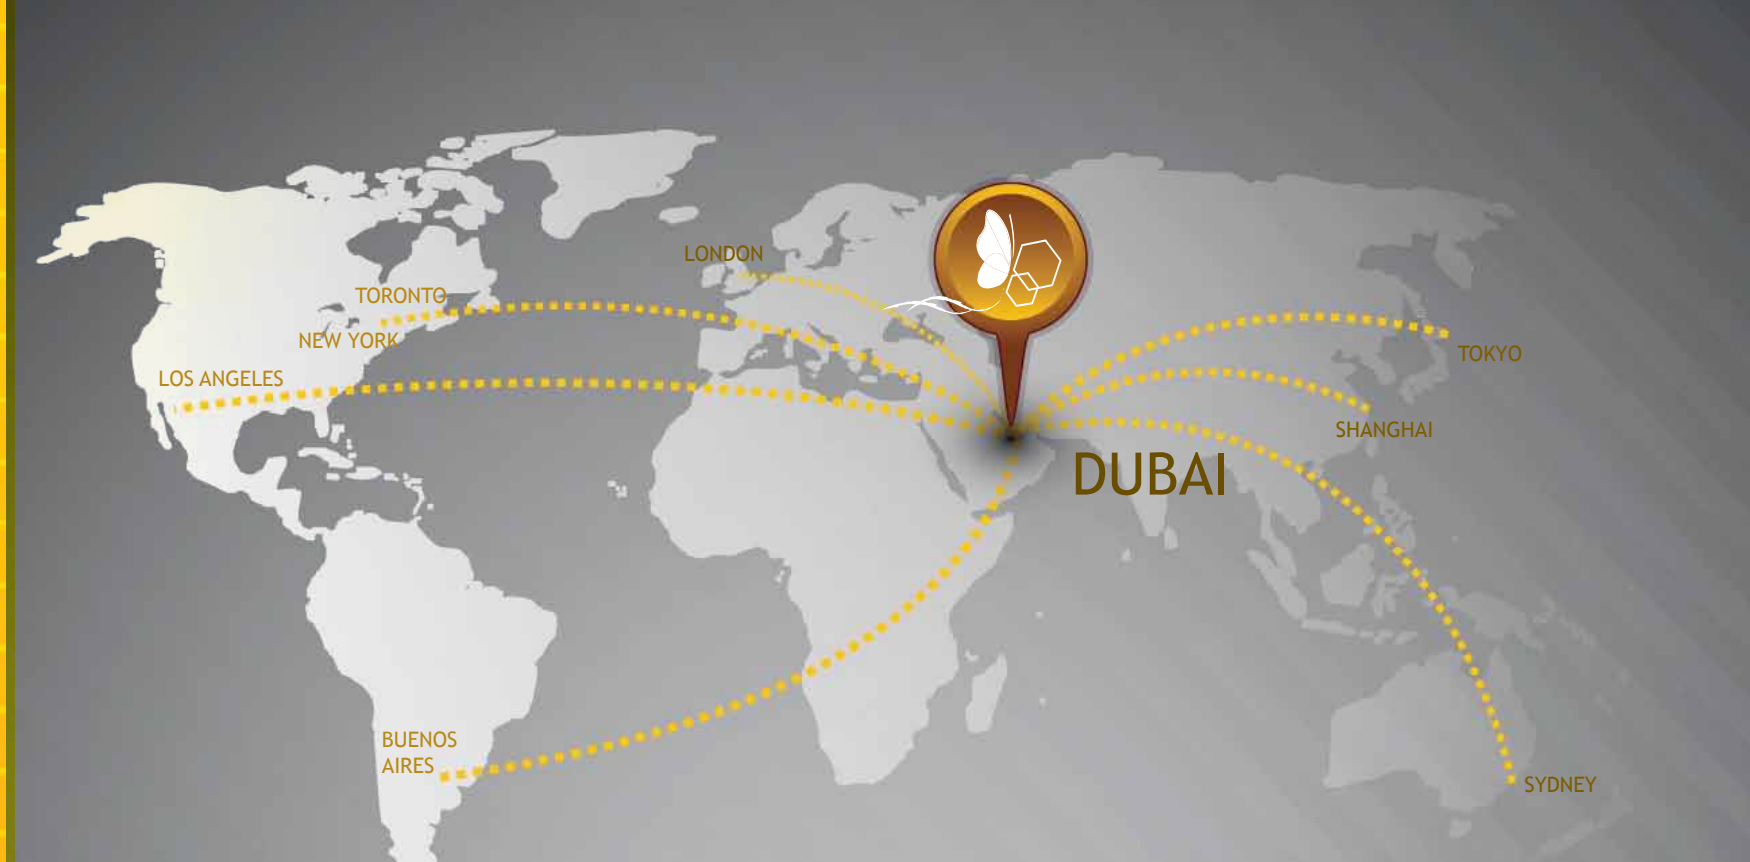 LONDON
TORONTO
NEW YORK
TOKYO
LOS ANGELES
SHANGHAI
DUBAI
BUENOS
AIRES
SYDNEY